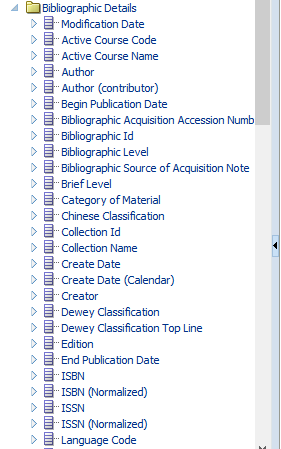 Bibliographic Details
Modification Date
Active Course Code
Active Course Name
Author
Author (contributor)
Begin Publication Date
Bibliographic Acquisition Accession Numb
Bibliographic Id
Bibliographic Level
Bibliographic Source of Acquisition Note
Brief Level
Category of Material
Chinese Classification
Collection Id
Collection Name
Create Date
Create Date (Calendar)
Creator
Dewey Classification
Dewey Classification Top Line
Edition
End Publication Date
ISBN
ISBN (Normalized)
ISSN
ISSN (Normalized)
Language Code